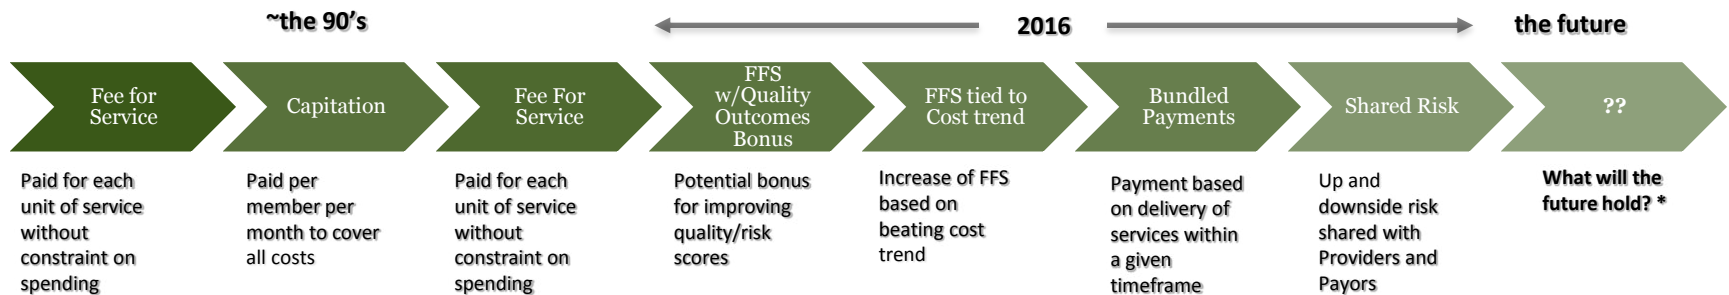 ~the 90's
2016
the future
Fee for
Service
Capitation
Fee For
Service
FFS
w/Quality
Outcomes
Bonus
FFS tied to
Cost trend
Bundled
Payments
Shared Risk
??
Paid for each
unit of service
without
constraint on
spending
Paid per
member per
month to cover
all costs
Paid for each
unit of service
without
constraint on
spending
Potential bonus
for improving
quality/risk
scores
Increase of FFS
based on
beating cost
trend
Payment based
on delivery of
services within
a given
timeframe
Up and
downside risk
shared with
Providers and
Payors
What will the
future hold? *